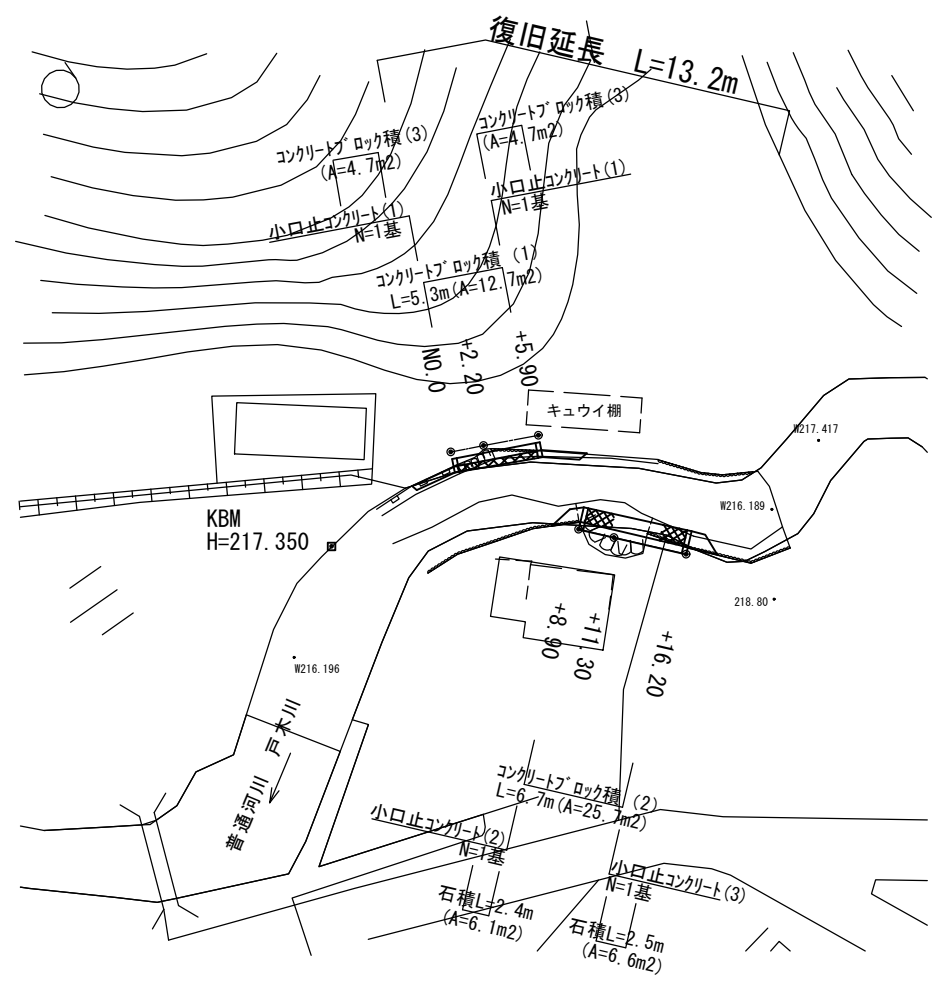 復旧延長 L=13.2m
コンクリートブロック積(3)
(A=4.7m2)
コンクリートブロック積(3)
(A=4.7m2)
小口止コンクリート(1)
N=1基
小口止コンクリート(1)
N=1基
コンクリートブロック積 (1)
L=5.3m(A=12.7m2)
NO.0
+2.20
+5.90
キュウイ棚
W217.417
W216.189
KBM
H=217.350
218.80
+8.90
+11.30
+16.20
W216.196
普通河川 戸木川
コンクリートブロック積 (2)
L=6.7m(A=25.7m2)
小口止コンクリート(2)
N=1基
小口止コンクリート(3)
N=1基
石積L=2.4m
(A=6.1m2)
石積L=2.5m
(A=6.6m2)